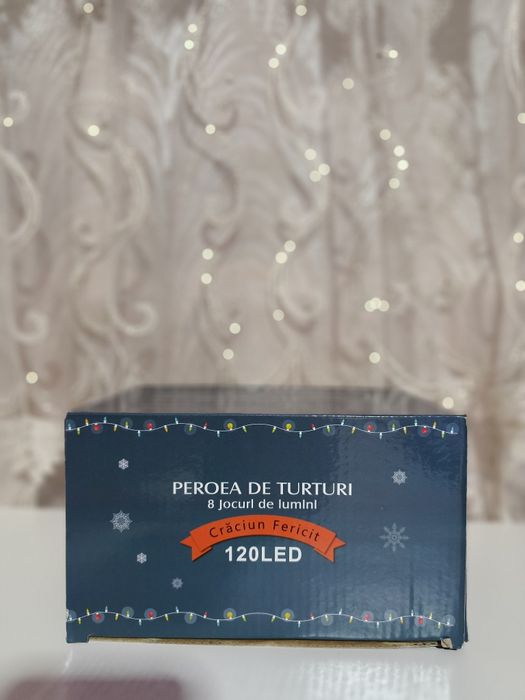 PEROEA DE TURTURI
8 Jocuri de lumini
Crăciun Fericit
120LED